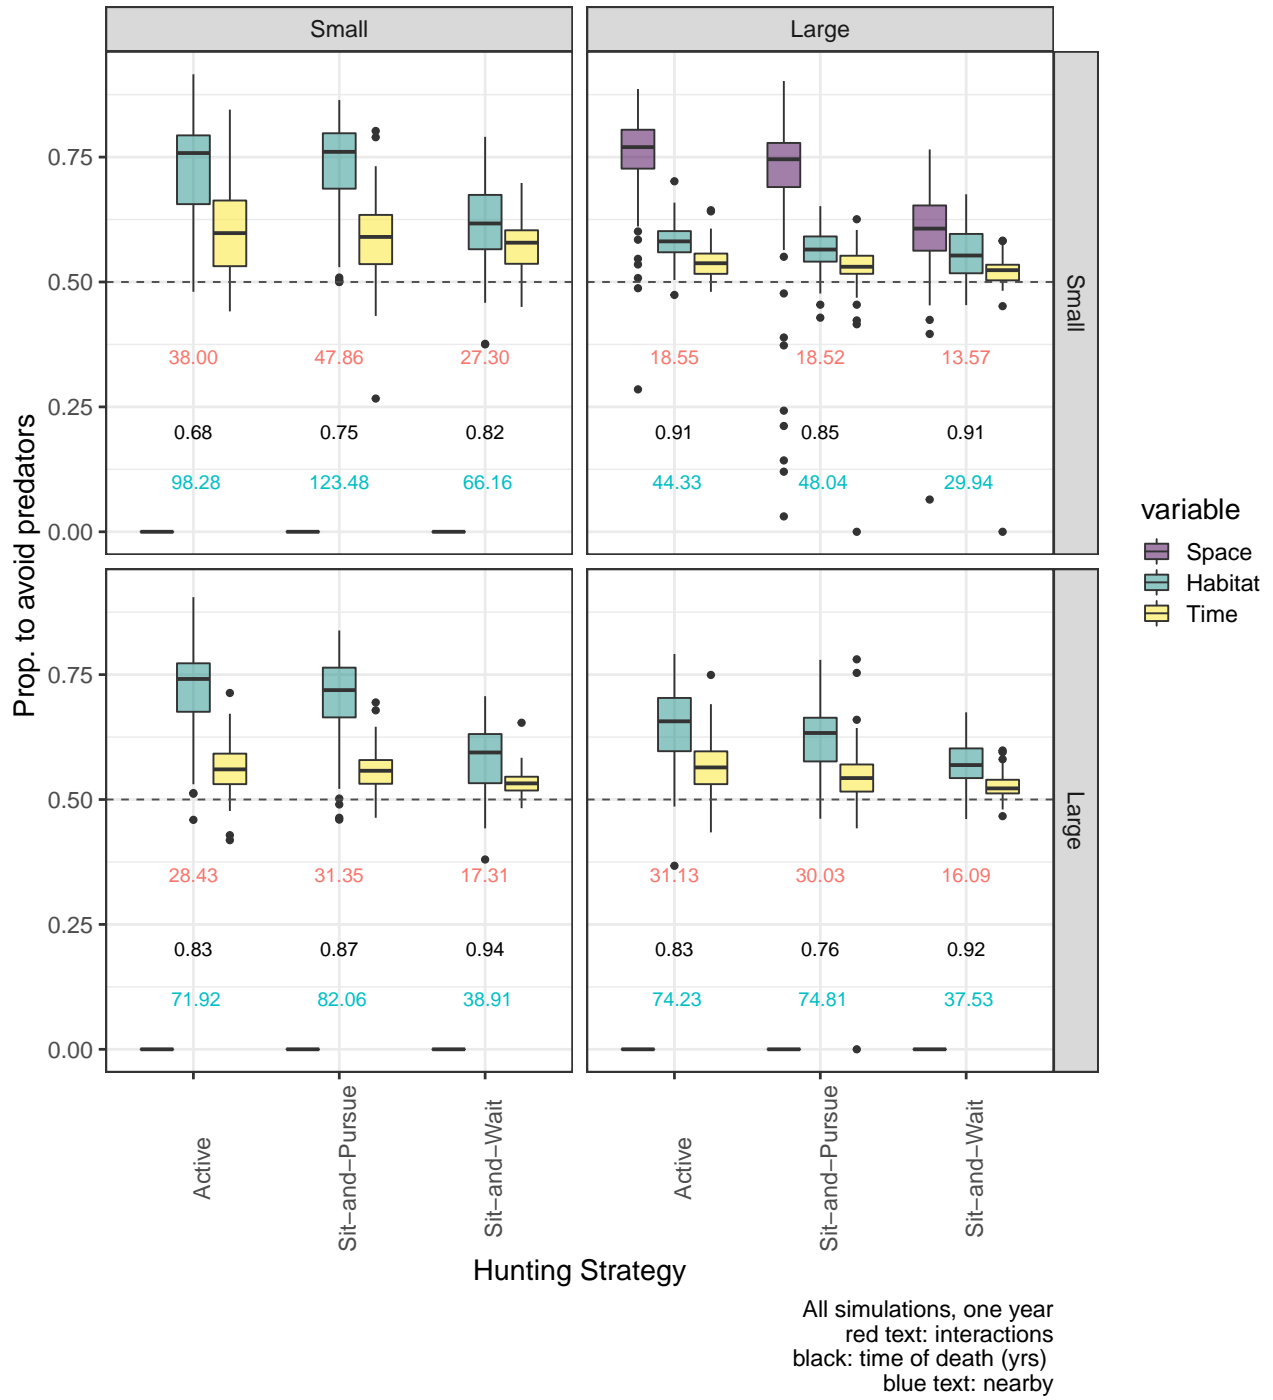 Small
Large
Prop. to avoid predators
0.75
0.50
0.25
0.00
38.00 47.86 27.30
0.68 0.75 0.82
98.28 123.48 66.16
18.55 18.52 13.57
0.91 0.85 0.91
44.33 48.04 29.94
Small
0.75
0.50
0.25
0.00
28.43 31.35 17.31
0.83 0.87 0.94
71.92 82.06 38.91
31.13 30.03 16.09
0.83 0.76 0.92
74.23 74.81 37.53
Large
Active
Sit−and−Pursue
Sit−and−Wait
Active
Sit−and−Pursue
Sit−and−Wait
Hunting Strategy
variable
Space
Habitat
Time
All simulations, one year
red text: interactions
black: time of death (yrs)
blue text: nearby